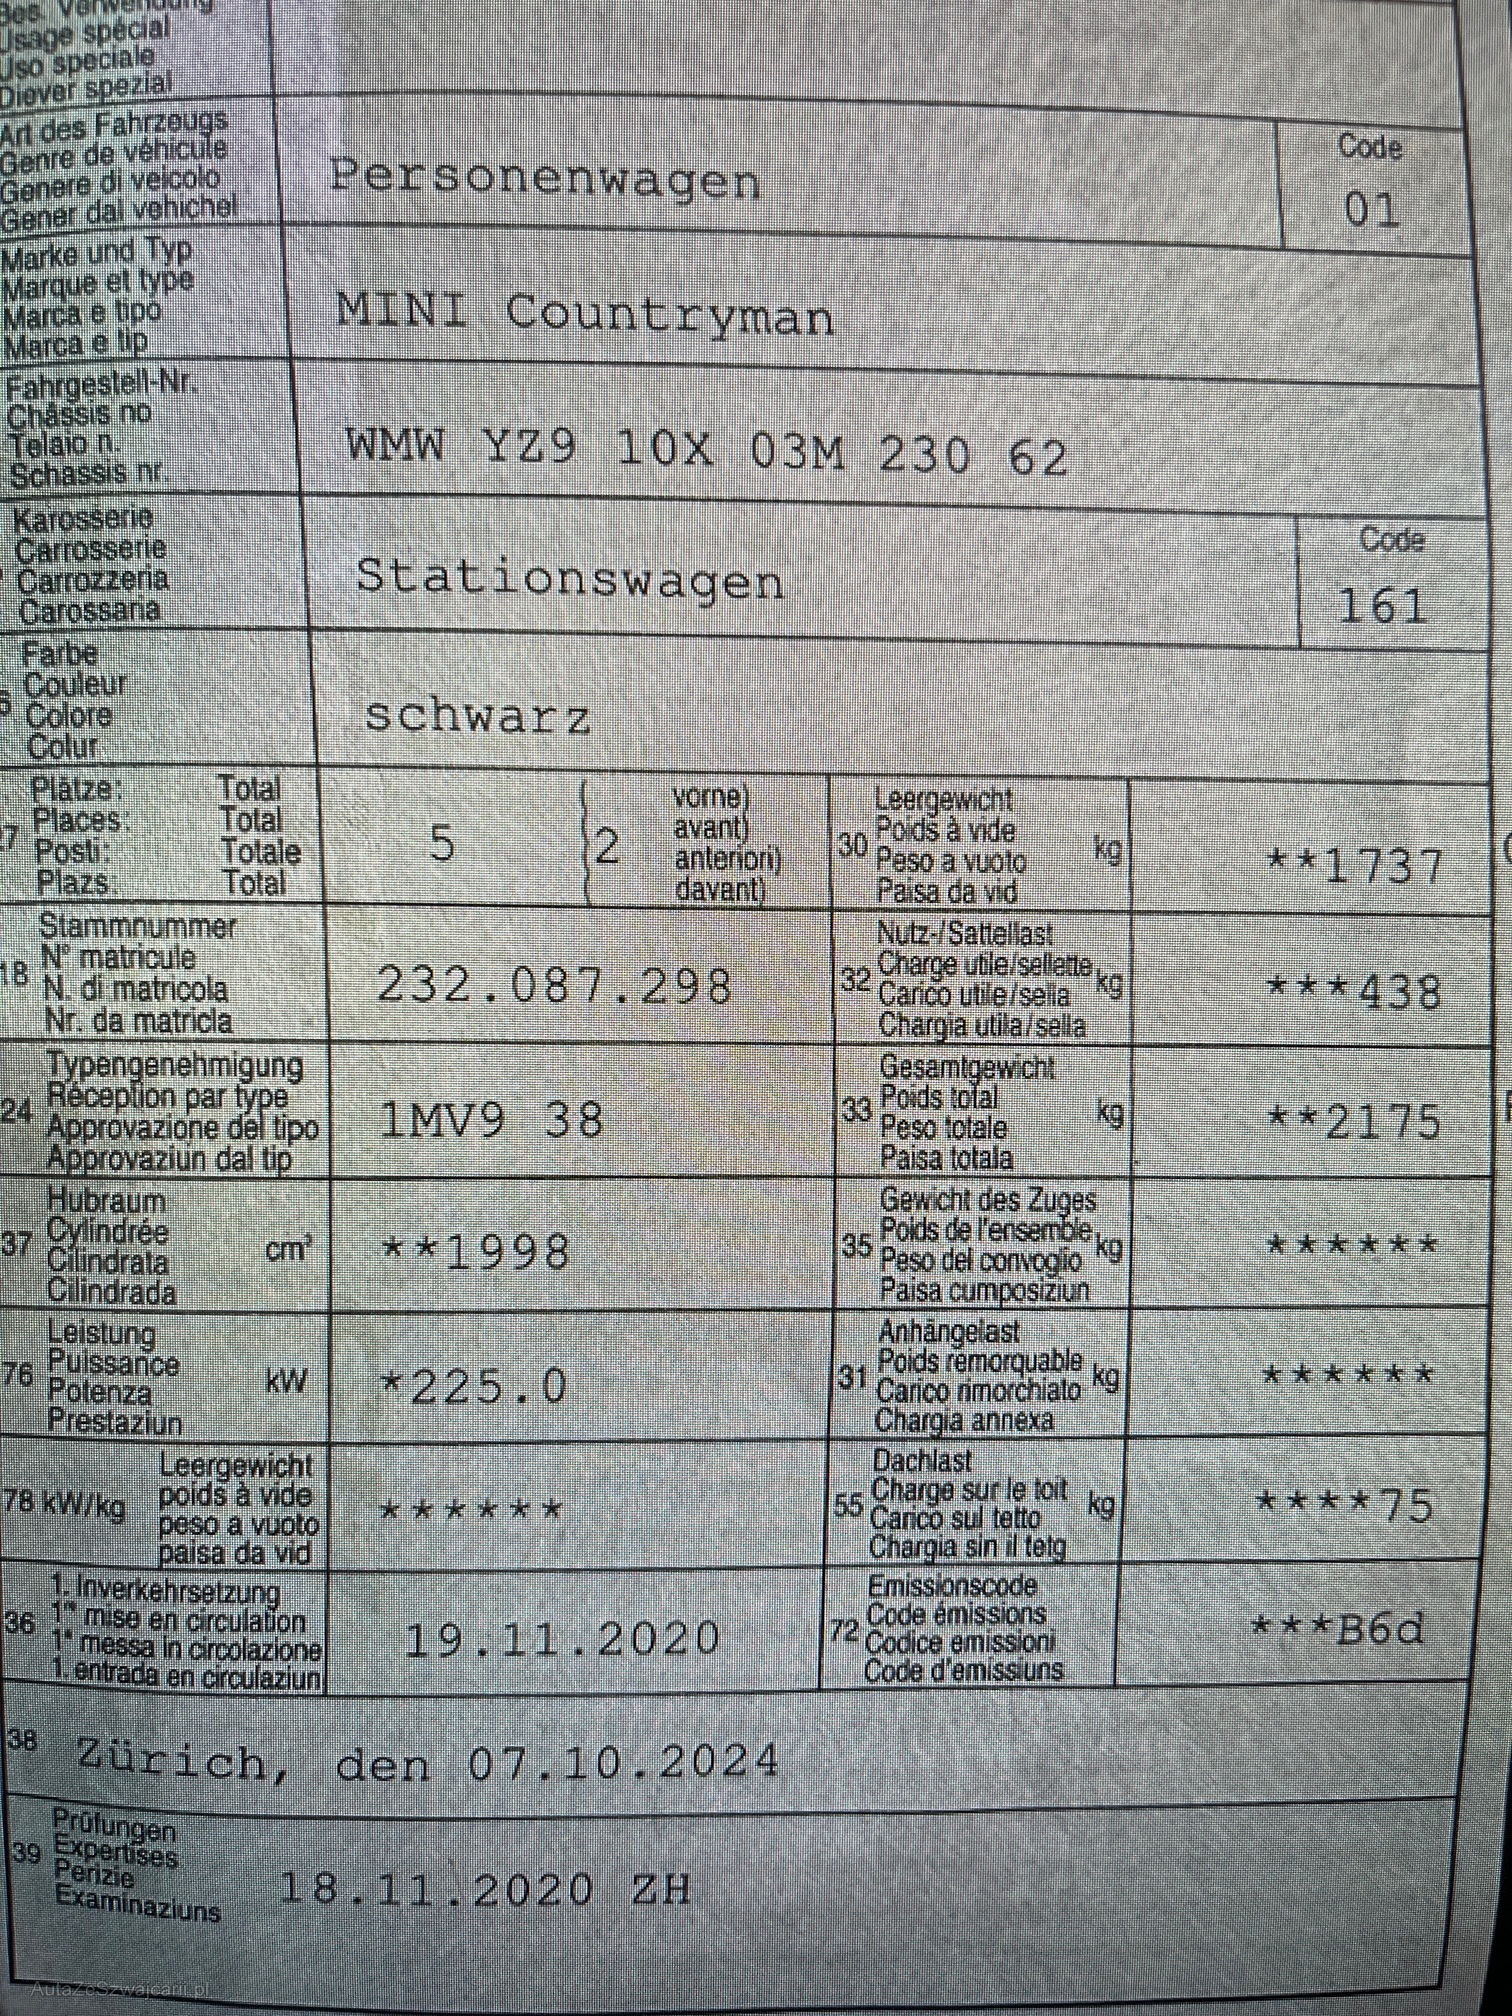 Bes. Verwendung
Usage spécial
Uso speciale
Diever spezial
Art des Fahrzeugs
Genre de véhicule
Genere di veicolo
Gener dal vehichel
Personenwagen
Code
01
Marke und Typ
Marque et type
Marca e tipo
Marca e tip
MINI Countryman
Fahrgestell-Nr.
Châssis no
Telaio n.
Schassis nr.
WMW YZ9 10X 03M 230 62
Karosserie
Carrosserie
Carrozzeria
Carossaria
Stationswagen
Code
161
Farbe
Couleur
Colore
Colur
schwarz
Plätze: Total
Places: Total
Posti: Totale
Plazs: Total
5
2
vorne)
avant)
anteriori)
davant)
30
Leergewicht
Poids à vide
Peso a vuoto
Paisa da vid
kg
**1737
18
Stammnummer
N° matricule
N. di matricola
Nr. da matricla
232.087.298
32
Nutz-/Sattellast
Charge utile/sellette
Carico utile/sella
Chargia utila/sella
kg
***438
24
Typengenehmigung
Réception par type
Approvazione del tipo
Approvaziun dal tip
1MV9 38
33
Gesamtgewicht
Poids total
Peso totale
Paisa totala
kg
**2175
37
Hubraum
Cylindrée
Cilindrata
Cilindrada
cm³
**1998
35
Gewicht des Zuges
Poids de l'ensemble
Peso del convoglio
Paisa cumposiziun
kg
******
76
Leistung
Puissance
Potenza
Prestaziun
kW
*225.0
31
Anhängelast
Poids remorquable
Carico rimorchiato
Chargia annexa
kg
******
78 kW/kg
Leergewicht
poids à vide
peso a vuoto
paisa da vid
******
55
Dachlast
Charge sur le toit
Carico sul tetto
Chargia sin il tetg
kg
****75
36
1. Inverkehrsetzung
1re mise en circulation
1a messa in circolazione
1. entrada en circulaziun
19.11.2020
72
Emissionscode
Code émissions
Codice emissioni
Code d'emissiuns
***B6d
38
Zürich, den 07.10.2024
39
Prüfungen
Expertises
Perizie
Examinaziuns
18.11.2020 ZH
AutaZeSzwajcarii.pl